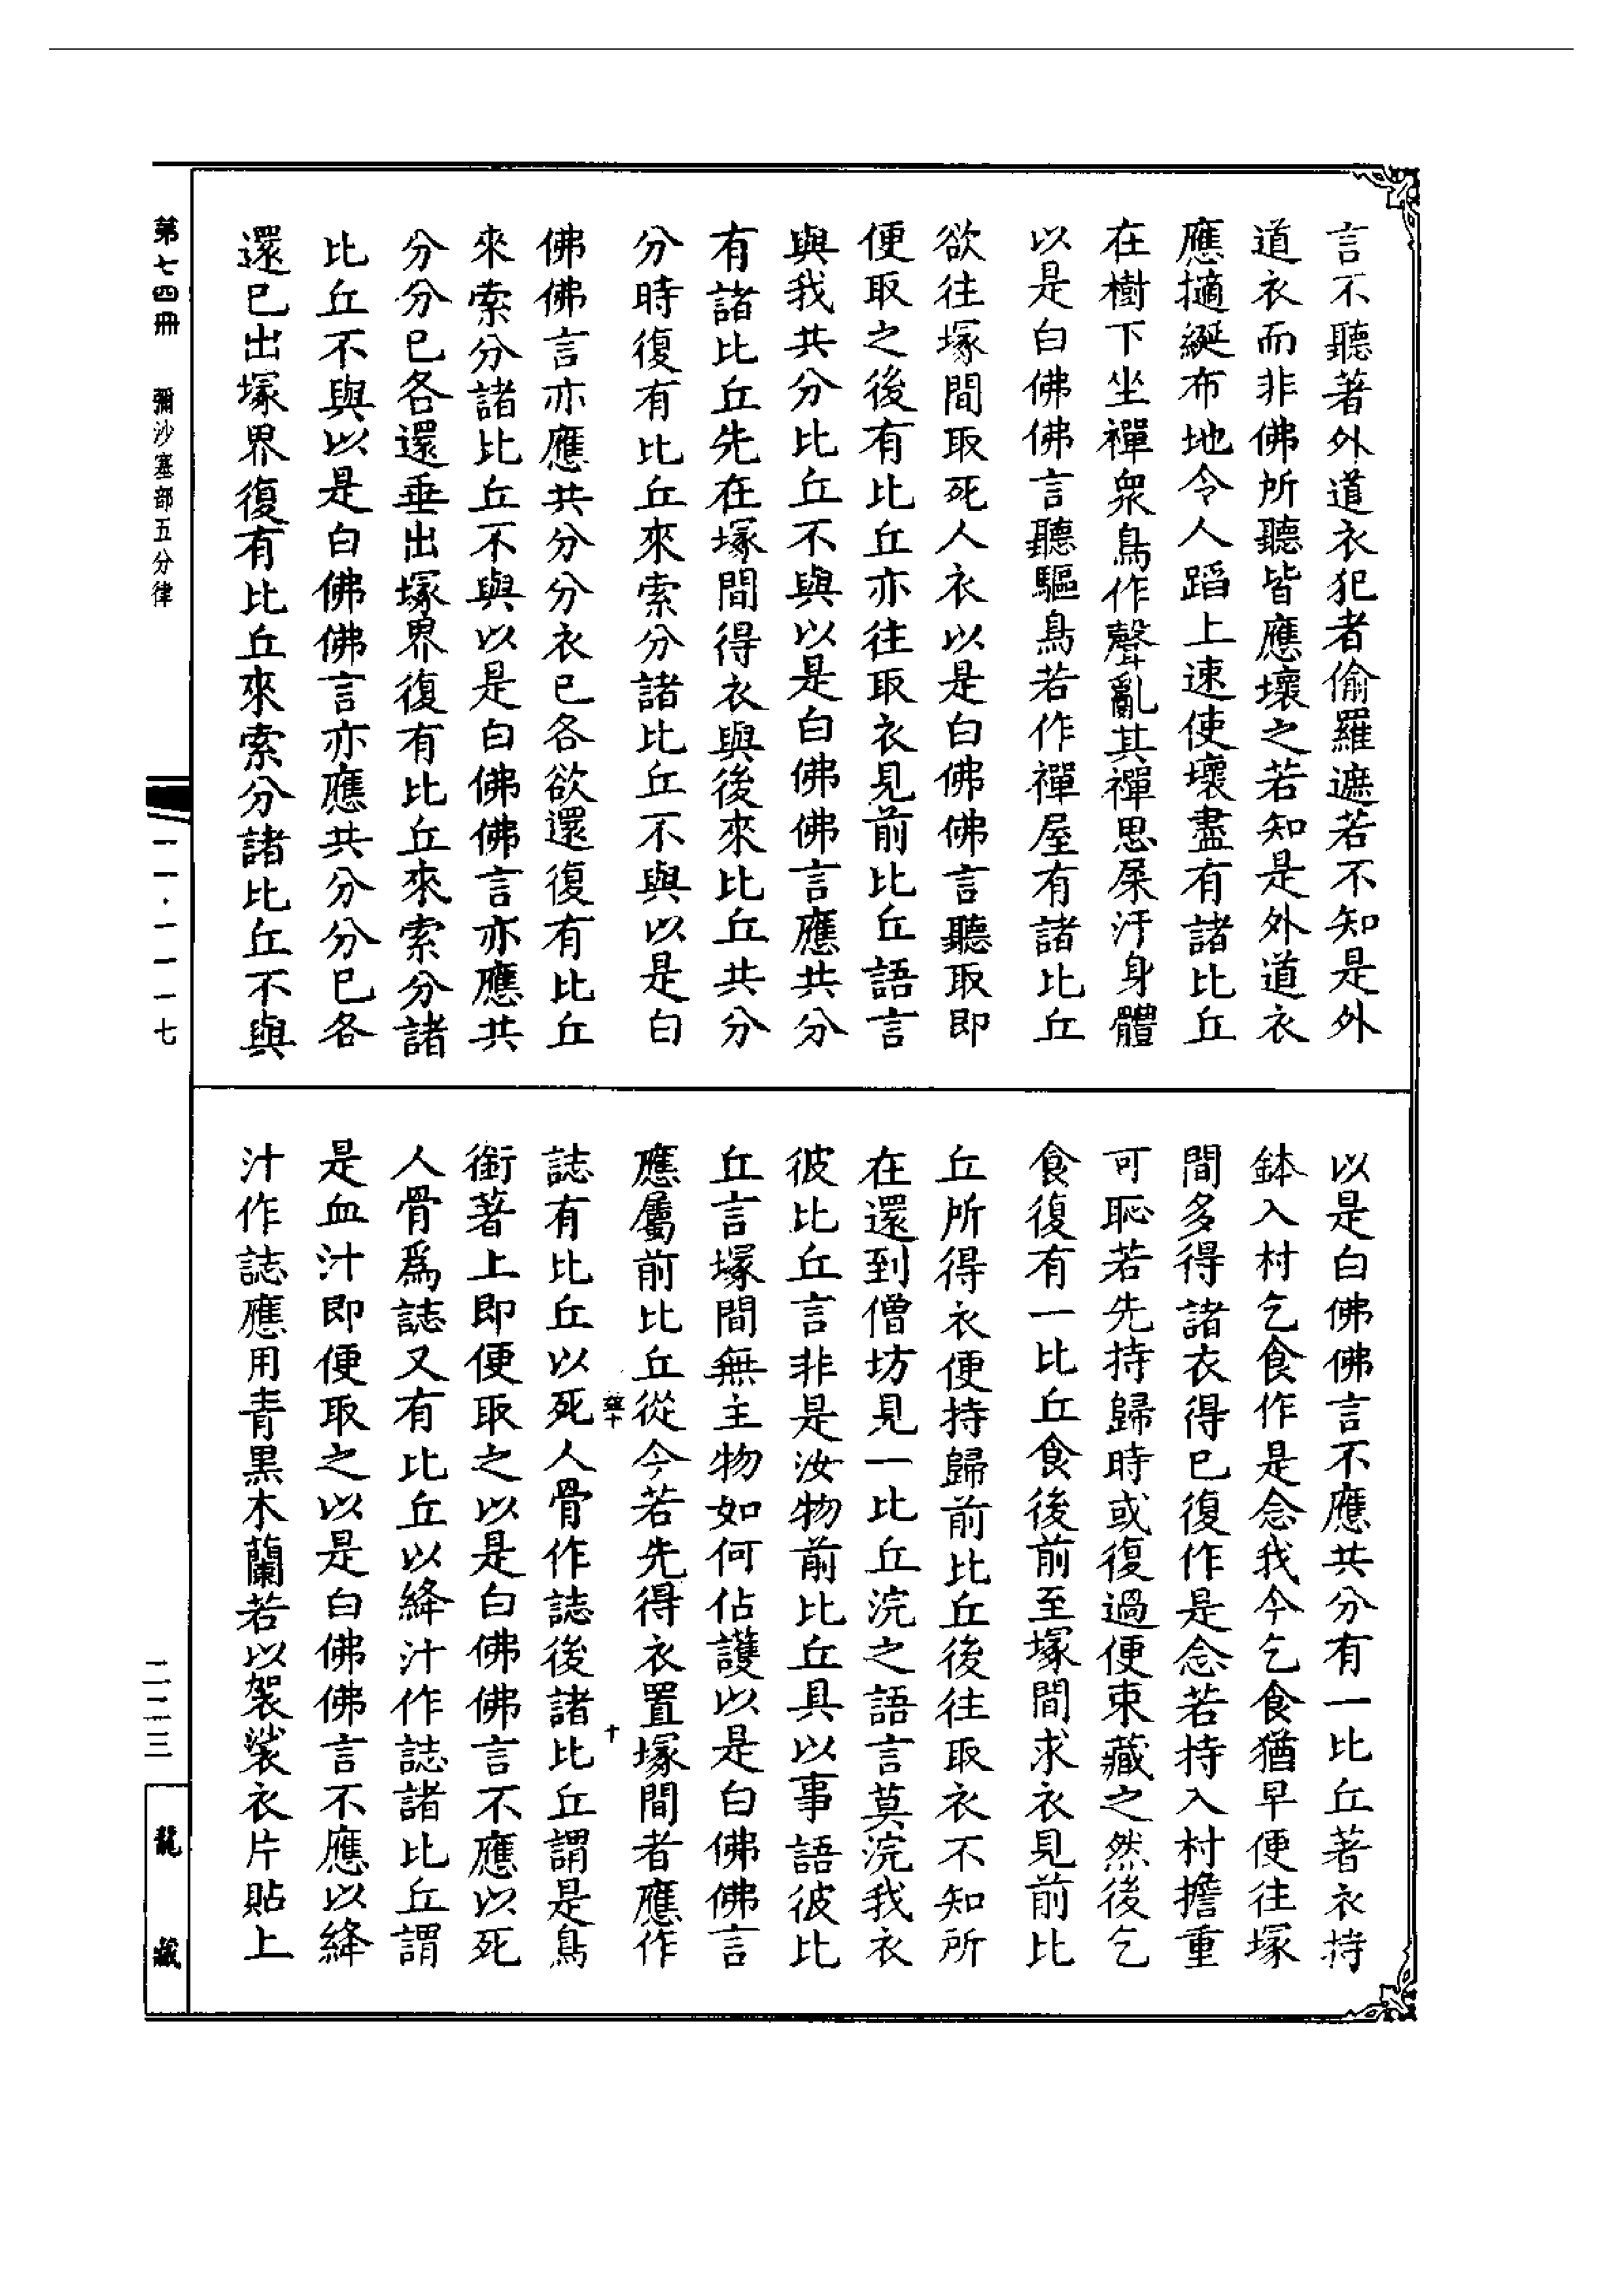 言不聽著外道衣犯者偷羅遮若不知是外
道衣而非佛所聽皆應壞之若知是外道衣
應擿綖布地令人蹈上速使壞盡有諸比丘
在樹下坐禪眾鳥作聲亂其禪思屎汙身體
以是白佛佛言聽驅鳥若作禪屋有諸比丘
欲往塚間取死人衣以是白佛佛言聽取即
便取之後有比丘亦往取衣見前比丘語言
與我共分比丘不與以是白佛佛言應共分
有諸比丘先在塚間得衣與後來比丘共分
分時復有比丘來索分諸比丘不與以是白
佛佛言亦應共分分衣已各欲還復有比丘
來索分諸比丘不與以是白佛佛言亦應共
分分已各還垂出塚界復有比丘來索分諸
比丘不與以是白佛佛言亦應共分分已各
還已出塚界復有比丘來索分諸比丘不與
以是白佛佛言不應共分有一比丘著衣持
鉢入村乞食作是念我今乞食猶早便往塚
間多得諸衣得已復作是念若持入村擔重
可恥若先持歸時或復過便束藏之然後乞
食復有一比丘食後前至塚間求衣見前比
丘所得衣便持歸前比丘後往取衣不知所
在還到僧坊見一比丘浣之語言莫浣我衣
彼比丘言非是汝物前比丘具以事語彼比
丘言塚間無主物如何佔護以是白佛佛言
應屬前比丘從今若先得衣置塚間者應作
誌有比丘以死人骨作誌後諸比丘謂是鳥
銜著上即便取之以是白佛佛言不應以死
人骨爲誌又有比丘以絳汁作誌諸比丘謂
是血汁即便取之以是白佛佛言不應以絳
汁作誌應用青黑木蘭若以袈裟衣片貼上
第七四冊 彌沙塞部五分律
一一·一一一七
二二三
龍藏